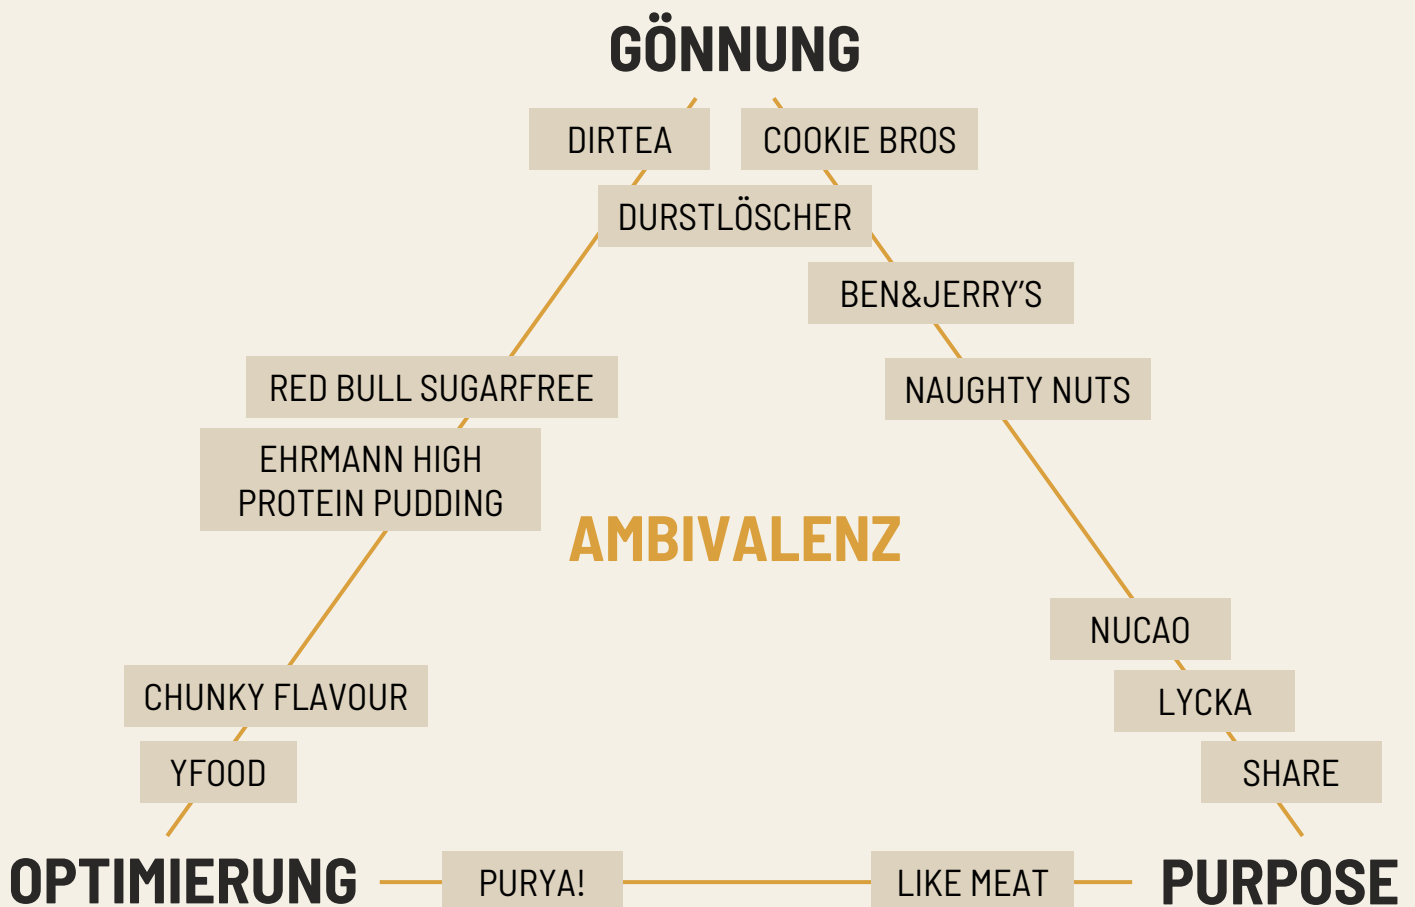 GÖNNUNG
DIRTEA
COOKIE BROS
DURSTLÖSCHER
BEN&JERRY'S
RED BULL SUGARFREE
NAUGHTY NUTS
EHRMANN HIGH
PROTEIN PUDDING
AMBIVALENZ
NUCAO
CHUNKY FLAVOUR
LYCKA
YFOOD
SHARE
OPTIMIERUNG
PURYA!
LIKE MEAT
PURPOSE